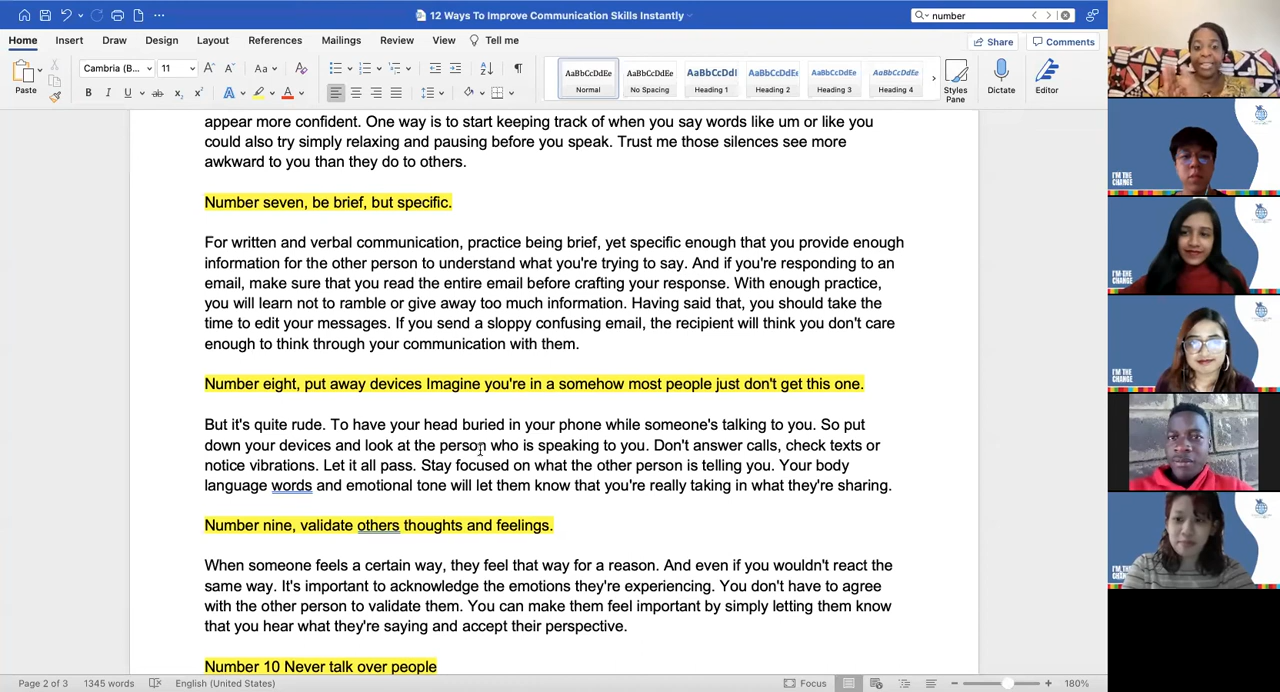 12 Ways To Improve Communication Skills Instantly
number
Home Insert Draw Design Layout References Mailings Review View Tell me
Share Comments
Paste
Cambria (B... 11
AaBbCcDdEe AaBbCcDdEe AaBbCcDdI AaBbCcDdEe AaBbCcDdEe AaBbCcDdEe
Normal No Spacing Heading 1 Heading 2 Heading 3 Heading 4
Styles Pane
Dictate
Editor
appear more confident. One way is to start keeping track of when you say words like um or like you
could also try simply relaxing and pausing before you speak. Trust me those silences see more
awkward to you than they do to others.
Number seven, be brief, but specific.
For written and verbal communication, practice being brief, yet specific enough that you provide enough
information for the other person to understand what you're trying to say. And if you're responding to an
email, make sure that you read the entire email before crafting your response. With enough practice,
you will learn not to ramble or give away too much information. Having said that, you should take the
time to edit your messages. If you send a sloppy confusing email, the recipient will think you don't care
enough to think through your communication with them.
Number eight, put away devices Imagine you're in a somehow most people just don't get this one.
But it's quite rude. To have your head buried in your phone while someone's talking to you. So put
down your devices and look at the person who is speaking to you. Don't answer calls, check texts or
notice vibrations. Let it all pass. Stay focused on what the other person is telling you. Your body
language words and emotional tone will let them know that you're really taking in what they're sharing.
Number nine, validate others thoughts and feelings.
When someone feels a certain way, they feel that way for a reason. And even if you wouldn't react the
same way. It's important to acknowledge the emotions they're experiencing. You don't have to agree
with the other person to validate them. You can make them feel important by simply letting them know
that you hear what they're saying and accept their perspective.
Number 10 Never talk over people
Page 2 of 3 1345 words English (United States) Focus 180%
I'M THE
CHANGE
I'M THE
CHANGE
I'M THE
CHANGE